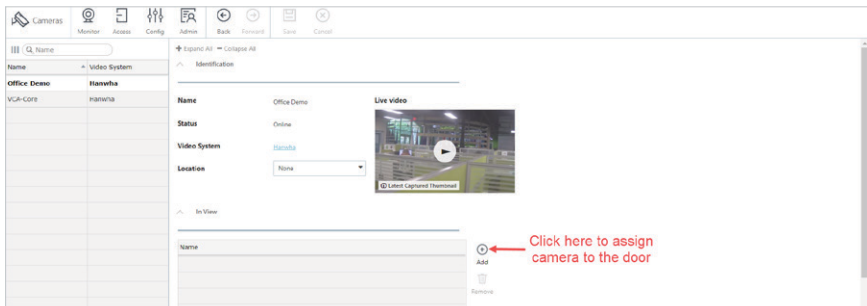 Cameras
Monitor Access Config Admin Back Forward Save Cancel
Name
Expand All Collapse All
Identification
Name Video System
Office Demo Hanwha
VCA-Core Hanwha
Name Office Demo
Live video
Status Online
Video System Hanwha
Location None
Latest Captured Thumbnail
In View
Name
Add
Remove
Click here to assign
camera to the door